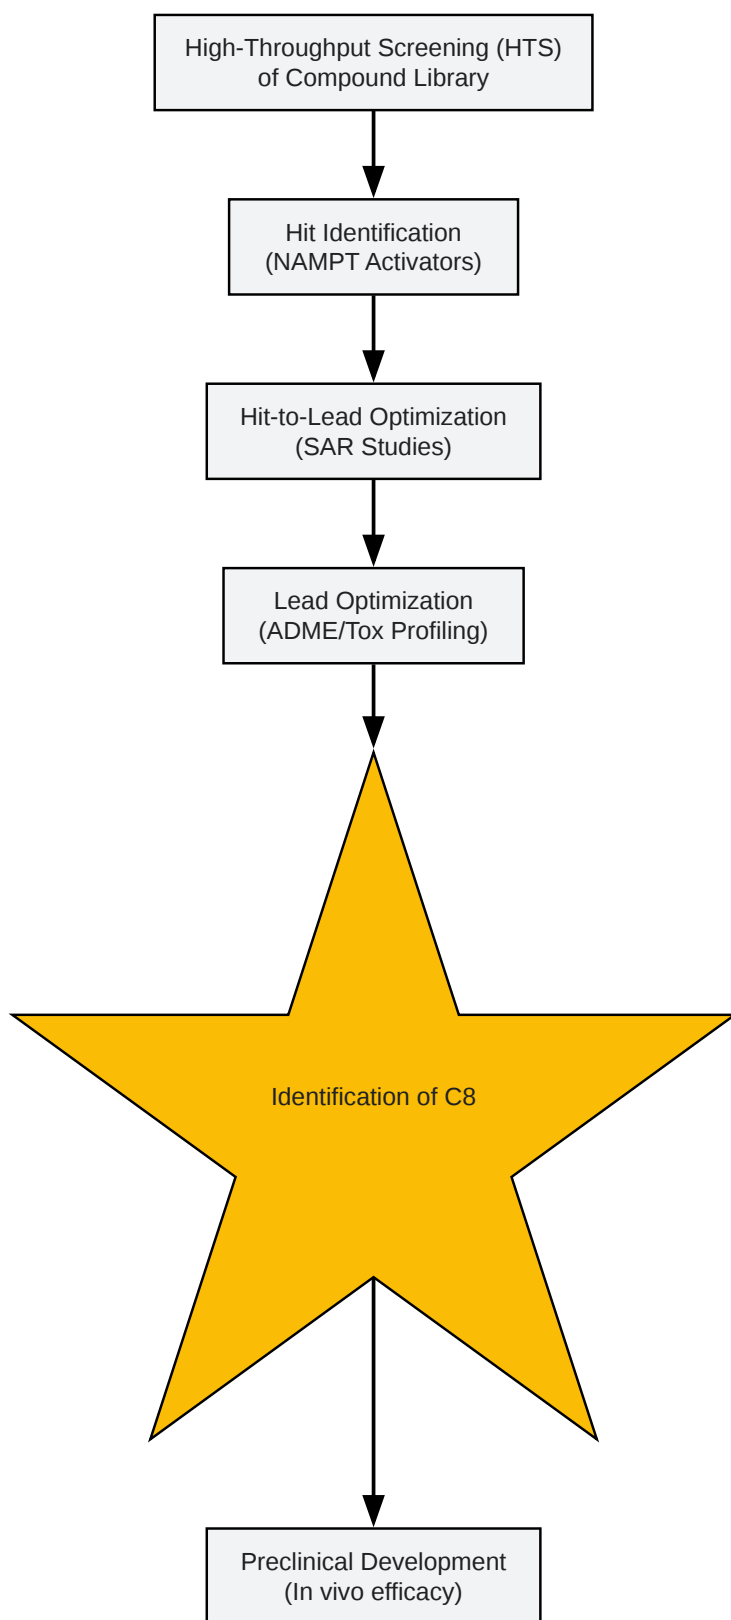 High-Throughput Screening (HTS)
of Compound Library
Hit Identification
(NAMPT Activators)
Hit-to-Lead Optimization
(SAR Studies)
Lead Optimization
(ADME/Tox Profiling)
Identification of C8
Preclinical Development
(In vivo efficacy)